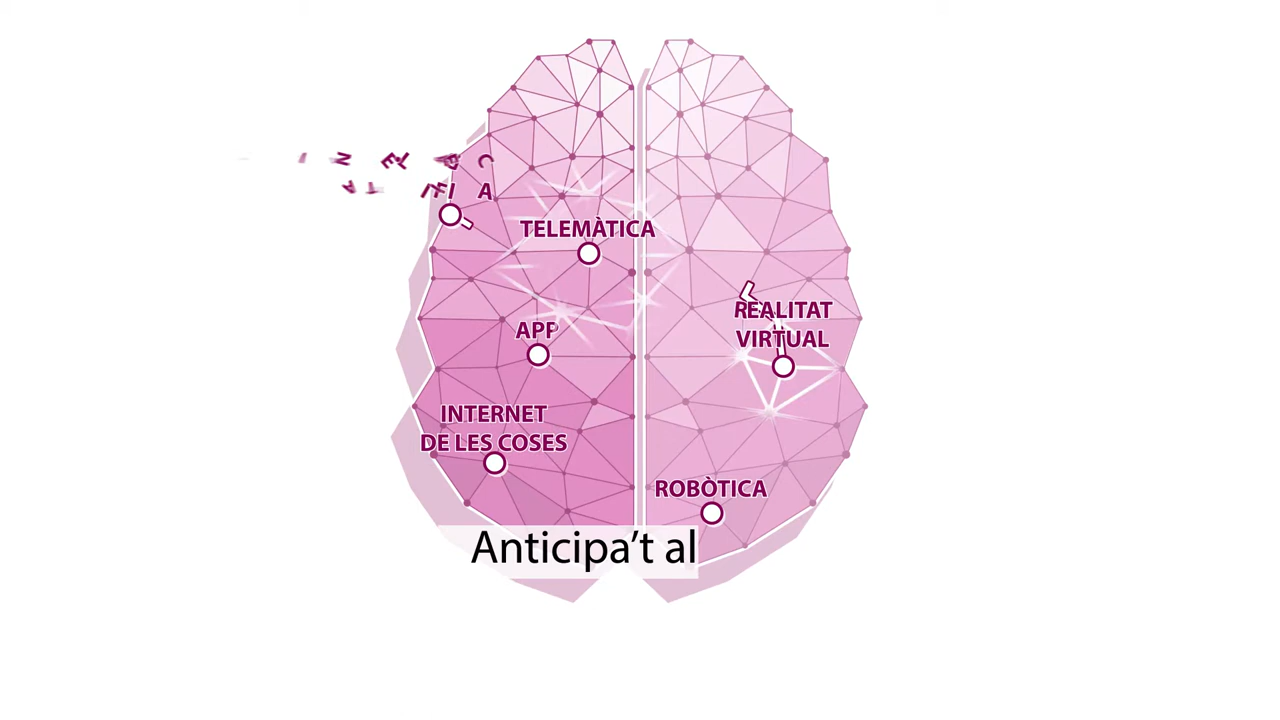 TELEMÀTICA
REALITAT
VIRTUAL
APP
INTERNET
DE LES COSES
ROBÒTICA
Anticipa’t al